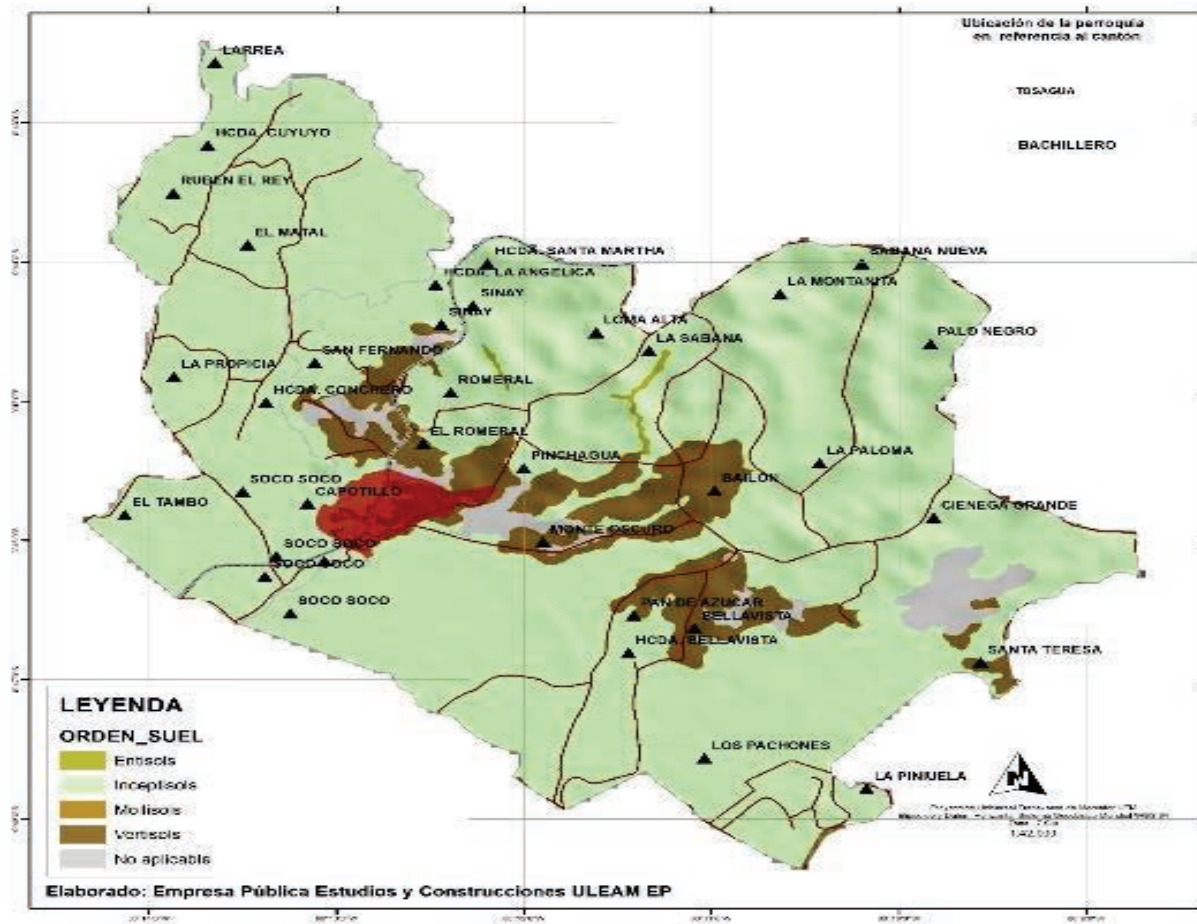 Ubicación de la perroquia
en referencia al cantón
TOSAGUA
BACHILLERO
LARREA
HCDA. CUYUYO
RUBEN EL REY
EL MATAL
HCDA. SANTA MARTHA
SABANA NUEVA
HCDA. LA ANGELICA
LA MONTANITA
SINAY
SINAY
LOMA ALTA
LA SABANA
PALO NEGRO
SAN FERNANDO
LA PROPICIA
ROMERAL
HCDA. CONCHERO
EL ROMERAL
PINCHAGUA
LA PALOMA
SOCO SOCO
CAPOTILLO
BAILON
EL TAMBO
CIENEGA GRANDE
MONTE OSCURO
SOCO SOCO
SOCO SOCO
SOCO SOCO
PAN DE AZUCAR
BELLAVISTA
HCDA. BELLAVISTA
SANTA TERESA
LOS PACHONES
LA PINUELA
LEYENDA
ORDEN_SUEL
Entisols
Inceptisols
Mollisols
Vertisols
No aplicable
N
Elaborado: Empresa Pública Estudios y Construcciones ULEAM EP